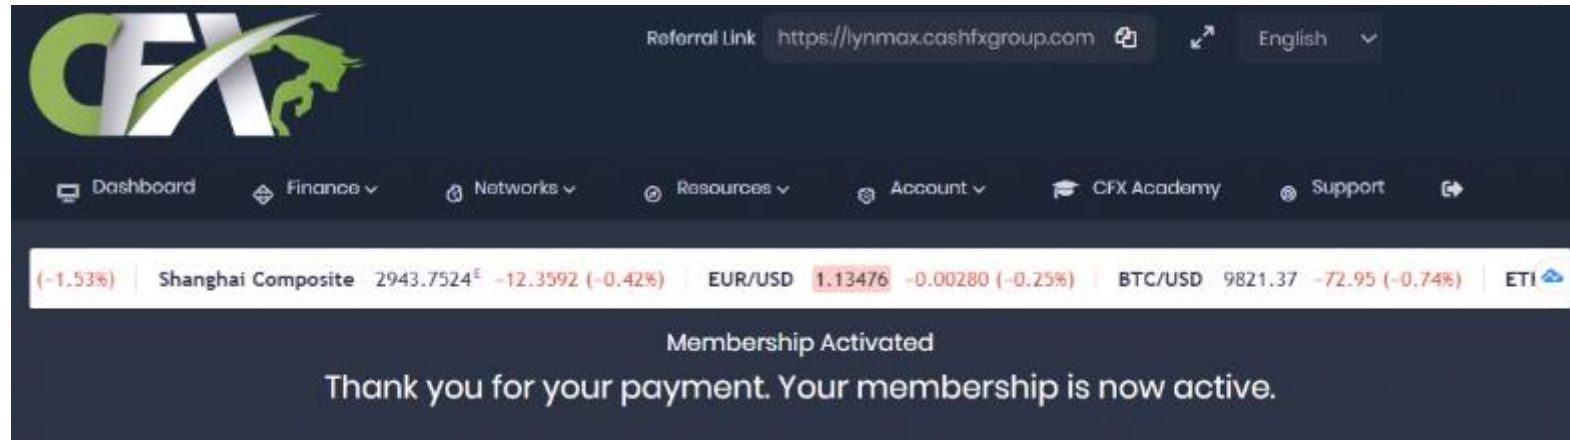 CFX
Referral Link https://lynmax.cashfxgroup.com English
Dashboard Finance Networks Resources Account CFX Academy Support
(-1.53%) Shanghai Composite 2943.7524ᴱ -12.3592 (-0.42%) EUR/USD 1.13476 -0.00280 (-0.25%) BTC/USD 9821.37 -72.95 (-0.74%)
Membership Activated
Thank you for your payment. Your membership is now active.